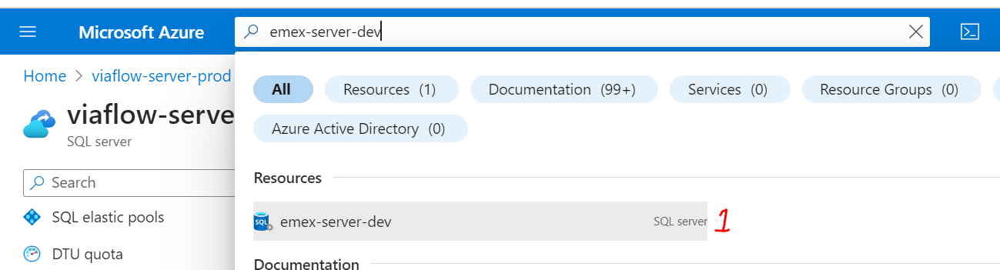 Microsoft Azure
emex-server-dev
Home > viaflow-server-prod
viaflow-serve
SQL server
Search
SQL elastic pools
DTU quota
All
Resources (1)
Documentation (99+)
Services (0)
Resource Groups (0)
Azure Active Directory (0)
Resources
SQL emex-server-dev SQL server 1
Documentation